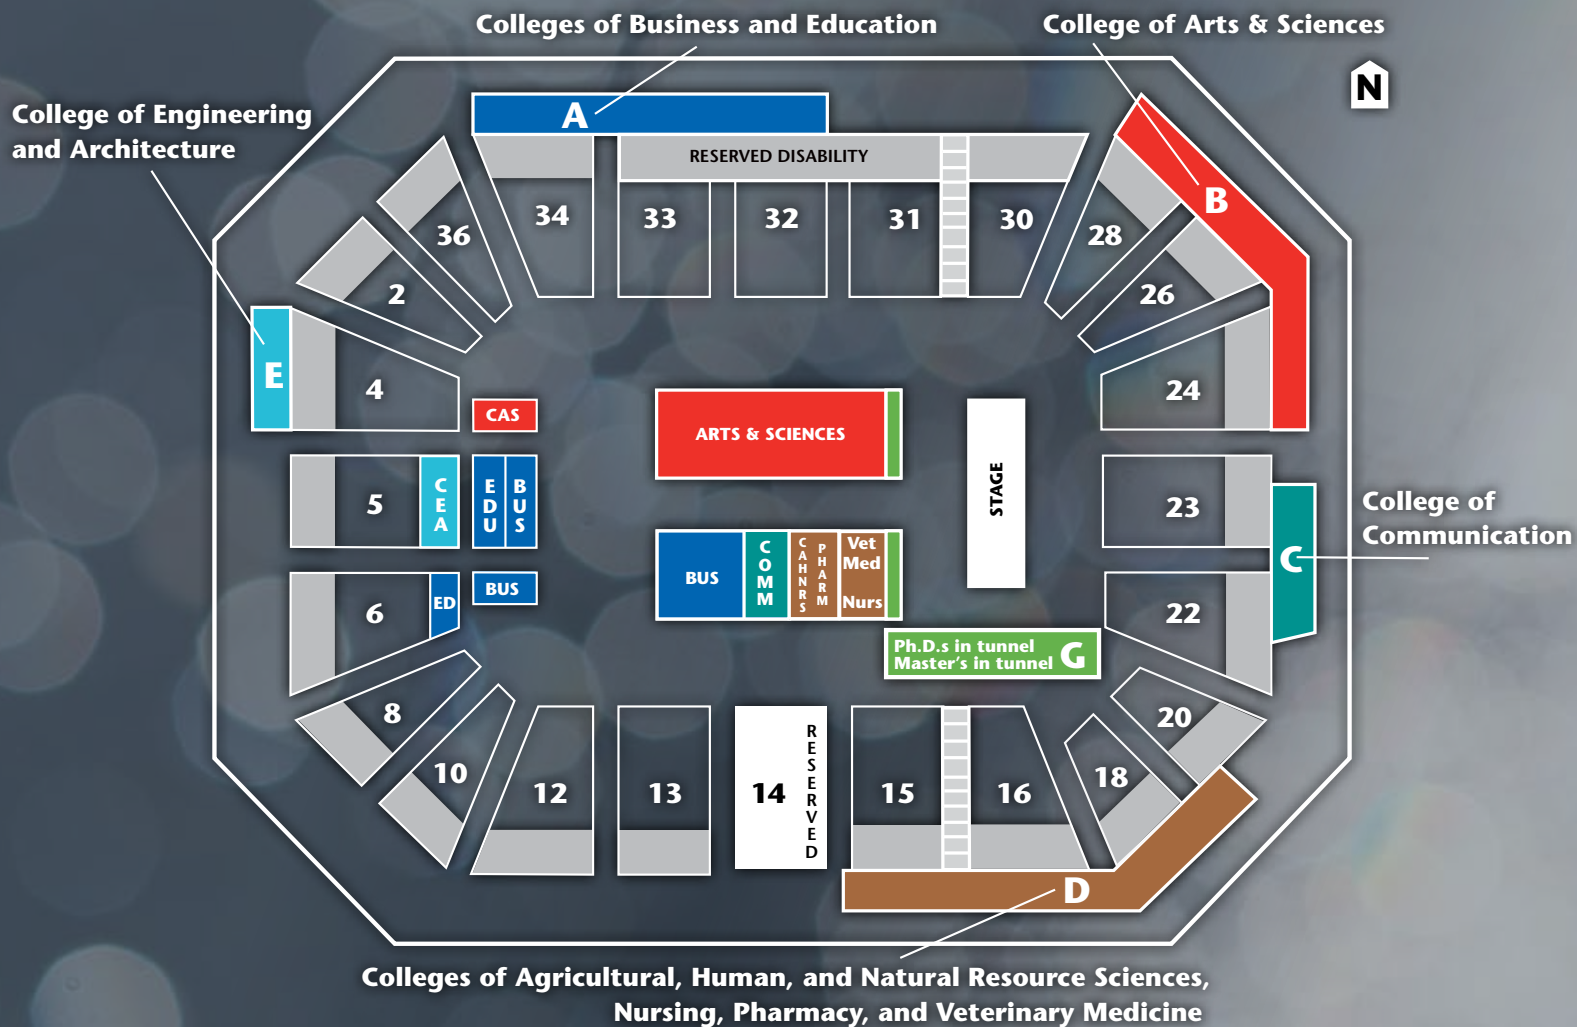 Colleges of Business and Education
College of Arts & Sciences
N
College of Engineering
and Architecture
A
RESERVED DISABILITY
B
36
34
33
32
31
30
28
2
26
E
4
24
CAS
ARTS & SCIENCES
STAGE
5
CEA
EDU
BUS
23
College of
Communication
C
BUS
COMM
CAHNRS
PHARM
Vet
Med
Nurs
6
ED
BUS
22
Ph.D.s in tunnel
Master's in tunnel
G
8
20
10
12
13
14
RESERVED
15
16
18
D
Colleges of Agricultural, Human, and Natural Resource Sciences,
Nursing, Pharmacy, and Veterinary Medicine